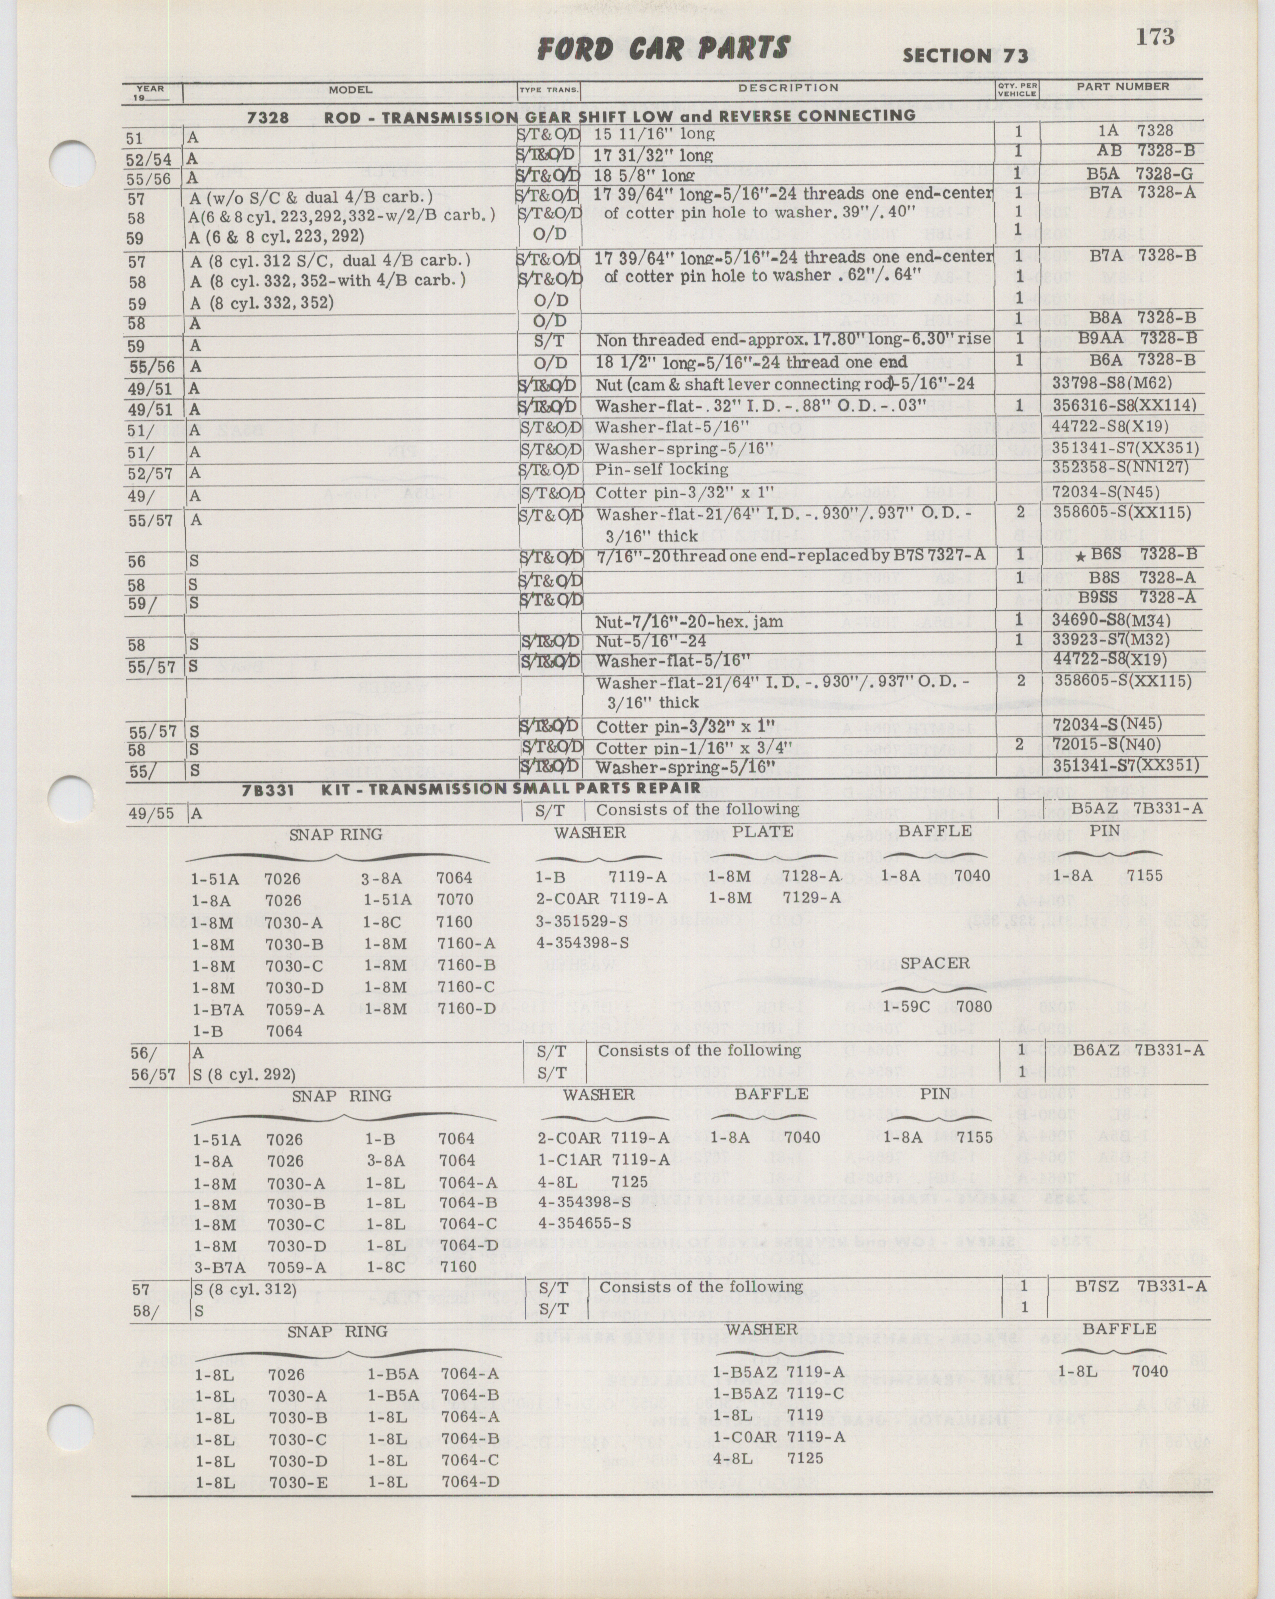 173
FORD CAR PARTS SECTION 73
YEAR 19__ MODEL TYPE TRANS. DESCRIPTION QTY. PER VEHICLE PART NUMBER
7328 ROD - TRANSMISSION GEAR SHIFT LOW and REVERSE CONNECTING
51 A S/T&O/D 15 11/16" long 1 1A 7328
52/54 A S/T&O/D 17 31/32" long 1 AB 7328-B
55/56 A S/T&O/D 18 5/8" long 1 B5A 7328-G
57 A (w/o S/C & dual 4/B carb.) S/T&O/D 17 39/64" long-5/16"-24 threads one end-center 1 B7A 7328-A
58 A(6 & 8 cyl. 223,292,332-w/2/B carb.) S/T&O/D of cotter pin hole to washer. 39"/. 40" 1
59 A (6 & 8 cyl. 223, 292) O/D 1
57 A (8 cyl. 312 S/C, dual 4/B carb.) S/T&O/D 17 39/64" long-5/16"-24 threads one end-center 1 B7A 7328-B
58 A (8 cyl. 332, 352-with 4/B carb.) S/T&O/D of cotter pin hole to washer . 62"/. 64" 1
59 A (8 cyl. 332, 352) O/D 1
58 A O/D 1 B8A 7328-B
59 A S/T Non threaded end-approx. 17.80" long-6.30" rise 1 B9AA 7328-B
55/56 A O/D 18 1/2" long-5/16"-24 thread one end 1 B6A 7328-B
49/51 A S/T&O/D Nut (cam & shaft lever connecting rod)-5/16"-24 33798-S8(M62)
49/51 A S/T&O/D Washer-flat-. 32" I. D. -. 88" O. D. -. 03" 1 356316-S8(XX114)
51/ A S/T&O/D Washer-flat-5/16" 44722-S8(X19)
51/ A S/T&O/D Washer-spring-5/16" 351341-S7(XX351)
52/57 A S/T&O/D Pin-self locking 352358-S(NN127)
49/ A S/T&O/D Cotter pin-3/32" x 1" 72034-S(N45)
55/57 A S/T&O/D Washer-flat-21/64" I. D. -. 930"/. 937" O. D. - 2 358605-S(XX115)
3/16" thick
56 S S/T&O/D 7/16"-20 thread one end-replaced by B7S 7327-A 1 ★ B6S 7328-B
58 S S/T&O/D 1 B8S 7328-A
59/ S S/T&O/D B9SS 7328-A
Nut-7/16"-20-hex. jam 1 34690-S8(M34)
58 S S/T&O/D Nut-5/16"-24 1 33923-S7(M32)
55/57 S S/T&O/D Washer-flat-5/16" 44722-S8(X19)
Washer-flat-21/64" I. D. -. 930"/. 937" O. D. - 2 358605-S(XX115)
3/16" thick
55/57 S S/T&O/D Cotter pin-3/32" x 1" 72034-S(N45)
58 S S/T&O/D Cotter pin-1/16" x 3/4" 2 72015-S(N40)
55/ S S/T&O/D Washer-spring-5/16" 351341-S7(XX351)
7B331 KIT - TRANSMISSION SMALL PARTS REPAIR
49/55 A S/T Consists of the following B5AZ 7B331-A
SNAP RING WASHER PLATE BAFFLE PIN
1-51A 7026 3-8A 7064 1-B 7119-A 1-8M 7128-A 1-8A 7040 1-8A 7155
1-8A 7026 1-51A 7070 2-C0AR 7119-A 1-8M 7129-A
1-8M 7030-A 1-8C 7160 3-351529-S
1-8M 7030-B 1-8M 7160-A 4-354398-S
1-8M 7030-C 1-8M 7160-B SPACER
1-8M 7030-D 1-8M 7160-C
1-B7A 7059-A 1-8M 7160-D 1-59C 7080
1-B 7064
56/ A S/T Consists of the following 1 B6AZ 7B331-A
56/57 S (8 cyl. 292) S/T 1
SNAP RING WASHER BAFFLE PIN
1-51A 7026 1-B 7064 2-C0AR 7119-A 1-8A 7040 1-8A 7155
1-8A 7026 3-8A 7064 1-C1AR 7119-A
1-8M 7030-A 1-8L 7064-A 4-8L 7125
1-8M 7030-B 1-8L 7064-B 4-354398-S
1-8M 7030-C 1-8L 7064-C 4-354655-S
1-8M 7030-D 1-8L 7064-D
3-B7A 7059-A 1-8C 7160
57 S (8 cyl. 312) S/T Consists of the following 1 B7SZ 7B331-A
58/ S S/T 1
SNAP RING WASHER BAFFLE
1-8L 7026 1-B5A 7064-A 1-B5AZ 7119-A 1-8L 7040
1-8L 7030-A 1-B5A 7064-B 1-B5AZ 7119-C
1-8L 7030-B 1-8L 7064-A 1-8L 7119
1-8L 7030-C 1-8L 7064-B 1-C0AR 7119-A
1-8L 7030-D 1-8L 7064-C 4-8L 7125
1-8L 7030-E 1-8L 7064-D